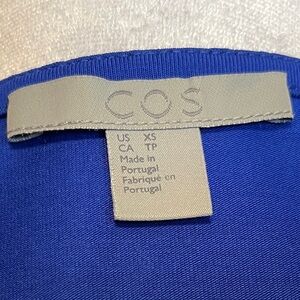 COS
US XS
CA TP
Made in
Portugal
Fabriqué en
Portugal